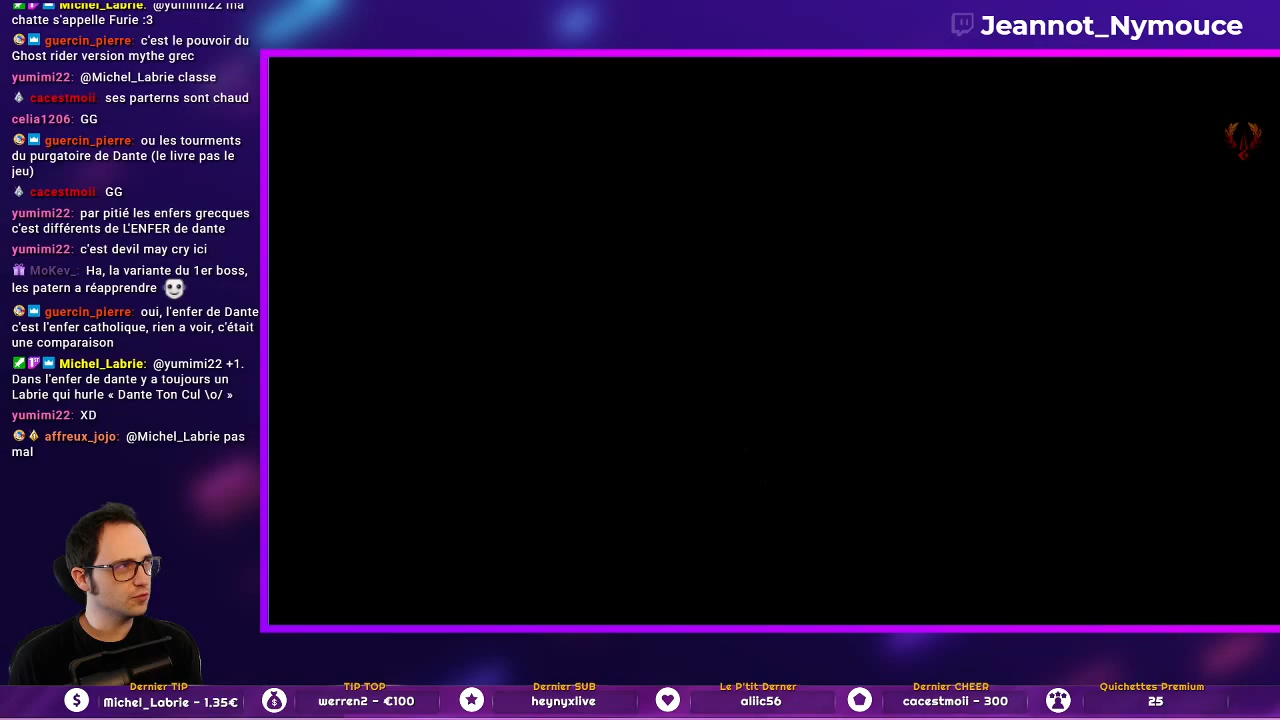 Jeannot_Nymouce
Michel_Labrie: @yumimi22 ma
chatte s'appelle Furie :3
guercin_pierre: c'est le pouvoir du
Ghost rider version mythe grec
yumimi22: @Michel_Labrie classe
cacestmoii ses parterns sont chaud
celia1206: GG
guercin_pierre: ou les tourments
du purgatoire de Dante (le livre pas le
jeu)
cacestmoii GG
yumimi22: par pitié les enfers grecques
c'est différents de L'ENFER de dante
yumimi22: c'est devil may cry ici
MoKev_: Ha, la variante du 1er boss,
les patern a réapprendre
guercin_pierre: oui, l'enfer de Dante
c'est l'enfer catholique, rien a voir, c'était
une comparaison
Michel_Labrie: @yumimi22 +1.
Dans l'enfer de dante y a toujours un
Labrie qui hurle « Dante Ton Cul \o/ »
yumimi22: XD
affreux_jojo: @Michel_Labrie pas
mal
Dernier TIP
Michel_Labrie - 1.35€
TIP TOP
werren2 - €100
Dernier SUB
heynyxlive
Le P'tit Derner
allic56
Dernier CHEER
cacestmoii - 300
Quichettes Premium
25